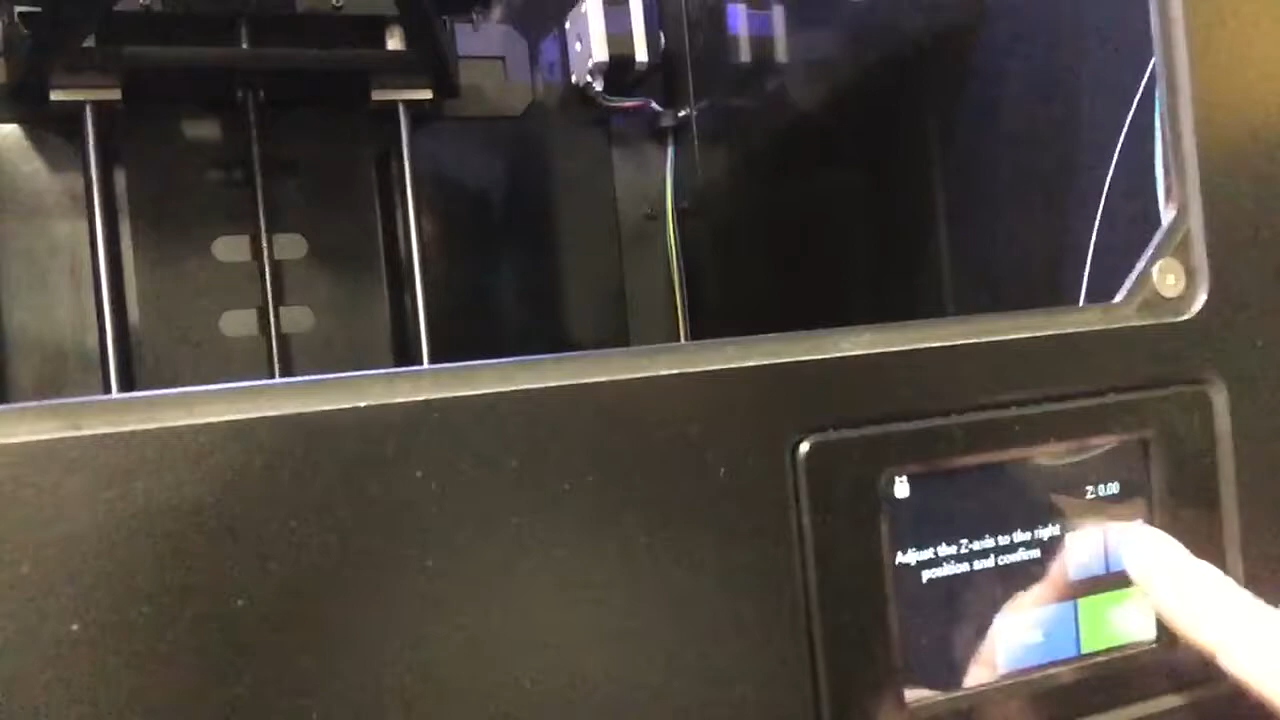 Z: 0.00
Adjust the Z-axis to the right
position and confirm